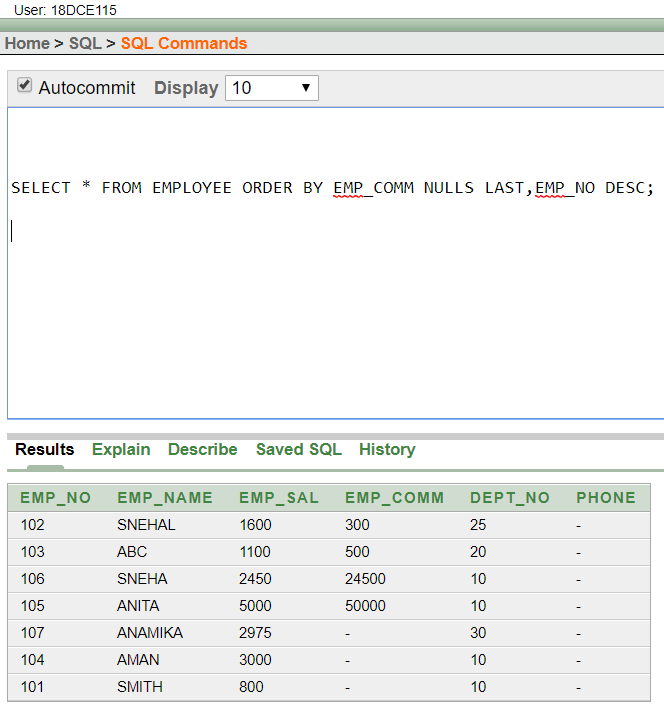 User: 18DCE115
Home > SQL > SQL Commands
Autocommit Display 10
SELECT * FROM EMPLOYEE ORDER BY EMP_COMM NULLS LAST,EMP_NO DESC;
Results Explain Describe Saved SQL History
EMP_NO EMP_NAME EMP_SAL EMP_COMM DEPT_NO PHONE
102 SNEHAL 1600 300 25 -
103 ABC 1100 500 20 -
106 SNEHA 2450 24500 10 -
105 ANITA 5000 50000 10 -
107 ANAMIKA 2975 - 30 -
104 AMAN 3000 - 10 -
101 SMITH 800 - 10 -